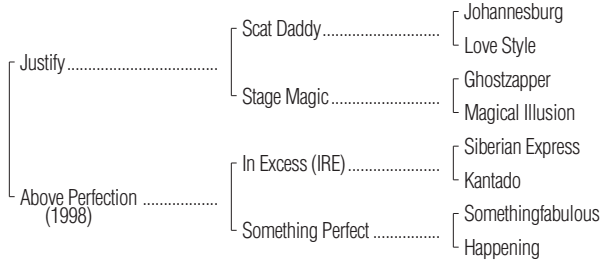 Johannesburg
Scat Daddy
Love Style
Justify
Ghostzapper
Stage Magic
Magical Illusion
Siberian Express
In Excess (IRE)
Kantado
Above Perfection
(1998)
Somethingfabulous
Something Perfect
Happening